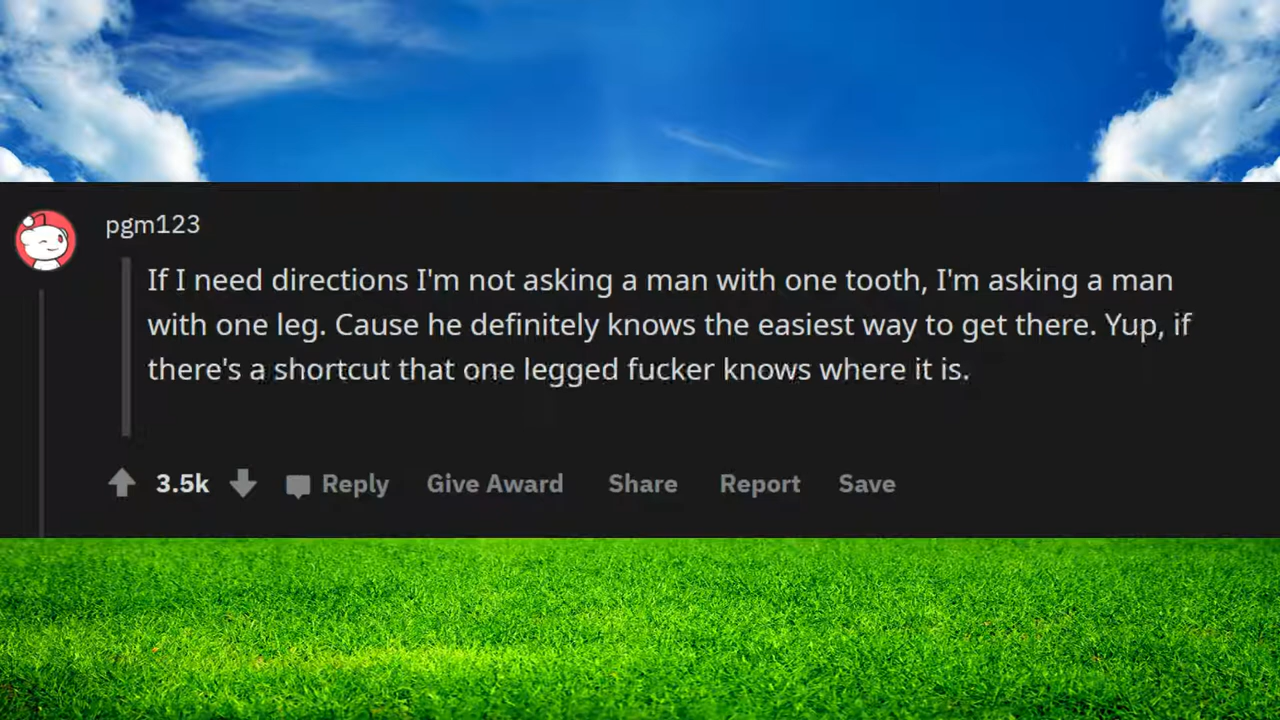 pgm123
If I need directions I'm not asking a man with one tooth, I'm asking a man
with one leg. Cause he definitely knows the easiest way to get there. Yup, if
there's a shortcut that one legged fucker knows where it is.
3.5k Reply Give Award Share Report Save